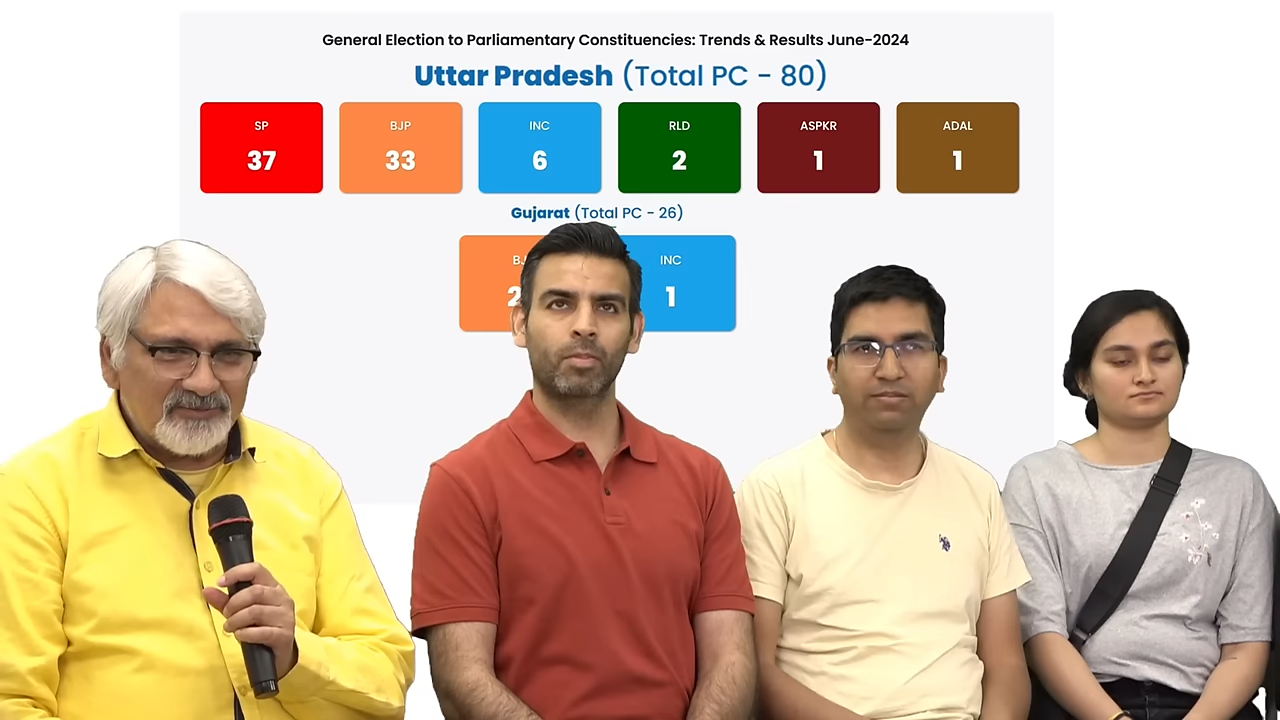 General Election to Parliamentary Constituencies: Trends & Results June-2024
Uttar Pradesh (Total PC - 80)
SP BJP INC RLD ASPKR ADAL
37 33 6 2 1 1
Gujarat (Total PC - 26)
INC
1